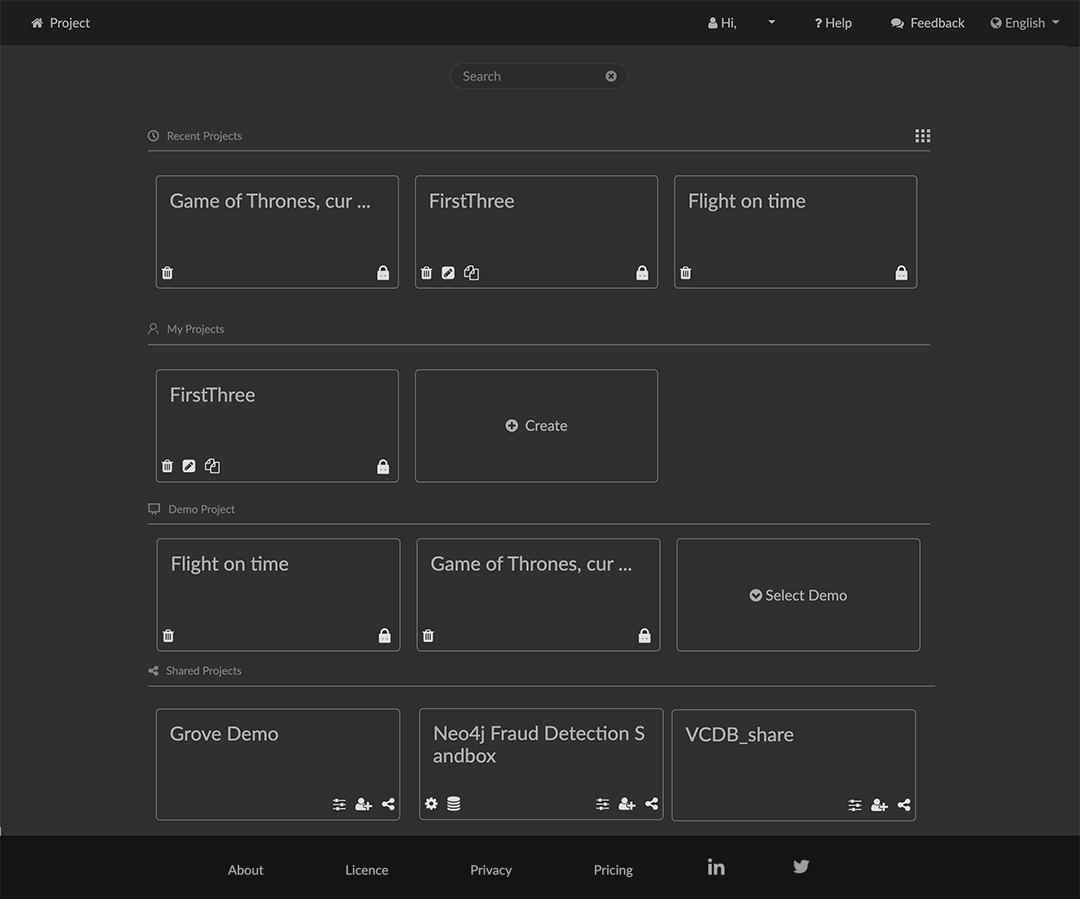 Project
Hi,
? Help
Feedback
English
Search
Recent Projects
Game of Thrones, cur ...
FirstThree
Flight on time
My Projects
FirstThree
Create
Demo Project
Flight on time
Game of Thrones, cur ...
Select Demo
Shared Projects
Grove Demo
Neo4j Fraud Detection S
andbox
VCDB_share
About
Licence
Privacy
Pricing
in